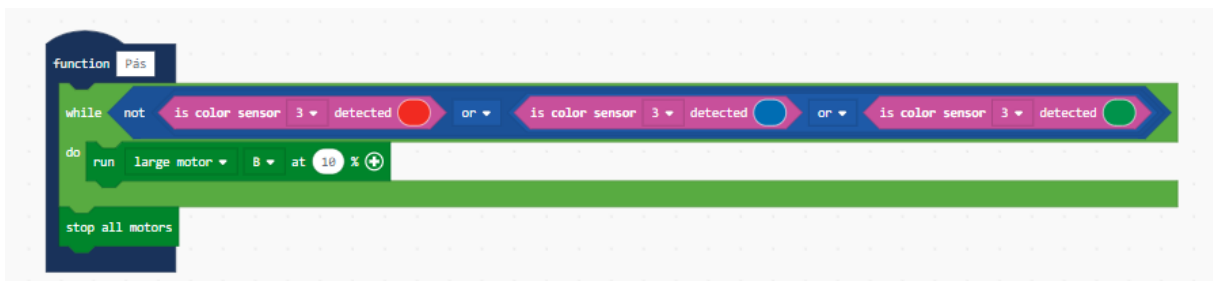 function Pás
while not is color sensor 3 detected or is color sensor 3 detected or is color sensor 3 detected
do run large motor B at 10 %
stop all motors